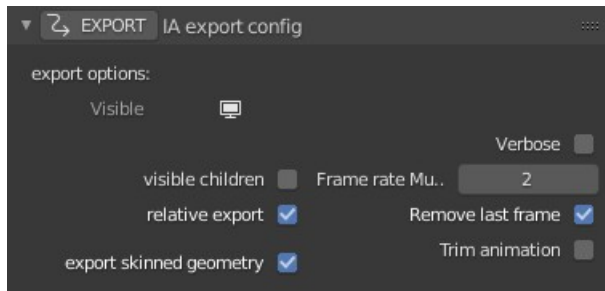 EXPORT IA export config
export options:
Visible
Verbose
visible children Frame rate Mu.. 2
relative export Remove last frame
export skinned geometry Trim animation